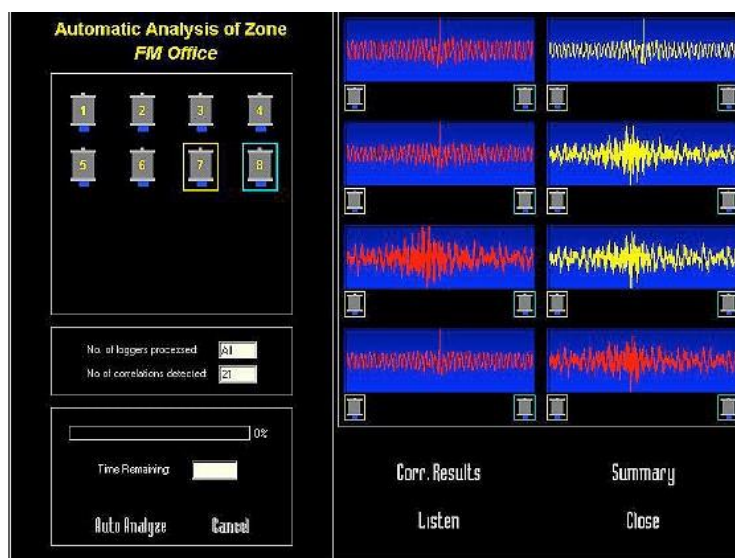 Automatic Analysis of Zone
FM Office
1 2 3 4
5 6 7 8
No. of loggers processed: All
No of correlations detected: 21
0%
Time Remaining:
Auto Analyze Cancel
Corr. Results Summary
Listen Close